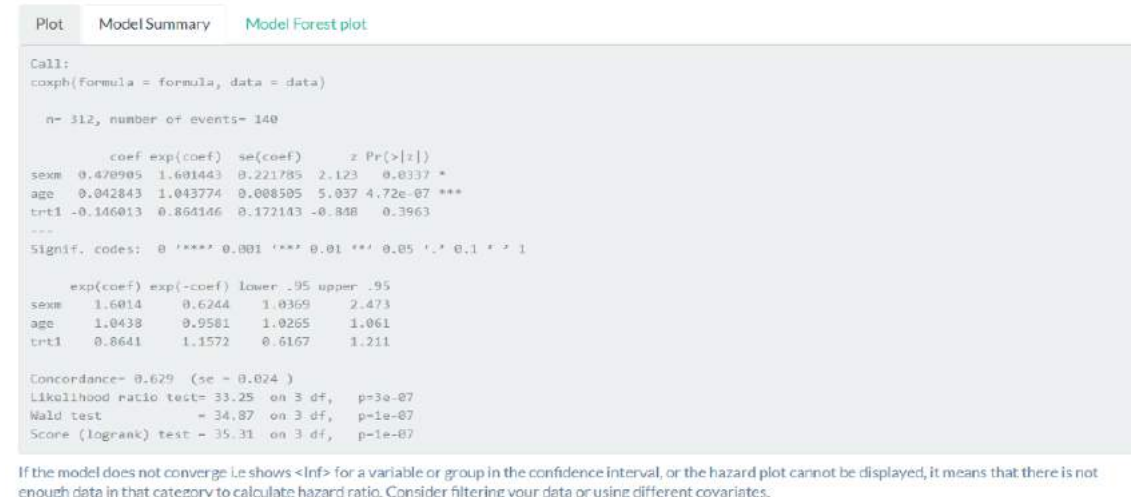 Plot Model Summary Model Forest plot
Call:
coxph(formula = formula, data = data)
n= 312, number of events= 140
coef exp(coef) se(coef) z Pr(>|z|)
sexm 0.470905 1.601443 0.221785 2.123 0.0337 *
age 0.042843 1.043774 0.008505 5.037 4.72e-07 ***
trt1 -0.146013 0.864146 0.172143 -0.848 0.3963
---
Signif. codes: 0 '***' 0.001 '**' 0.01 '*' 0.05 '.' 0.1 ' ' 1
exp(coef) exp(-coef) lower .95 upper .95
sexm 1.6014 0.6244 1.0369 2.473
age 1.0438 0.9581 1.0265 1.061
trt1 0.8641 1.1572 0.6167 1.211
Concordance= 0.629 (se = 0.024 )
Likelihood ratio test= 33.25 on 3 df, p=3e-07
Wald test = 34.87 on 3 df, p=1e-07
Score (logrank) test = 35.31 on 3 df, p=1e-07
If the model does not converge i.e shows <Inf> for a variable or group in the confidence interval, or the hazard plot cannot be displayed, it means that there is not
enough data in that category to calculate hazard ratio. Consider filtering your data or using different covariates.